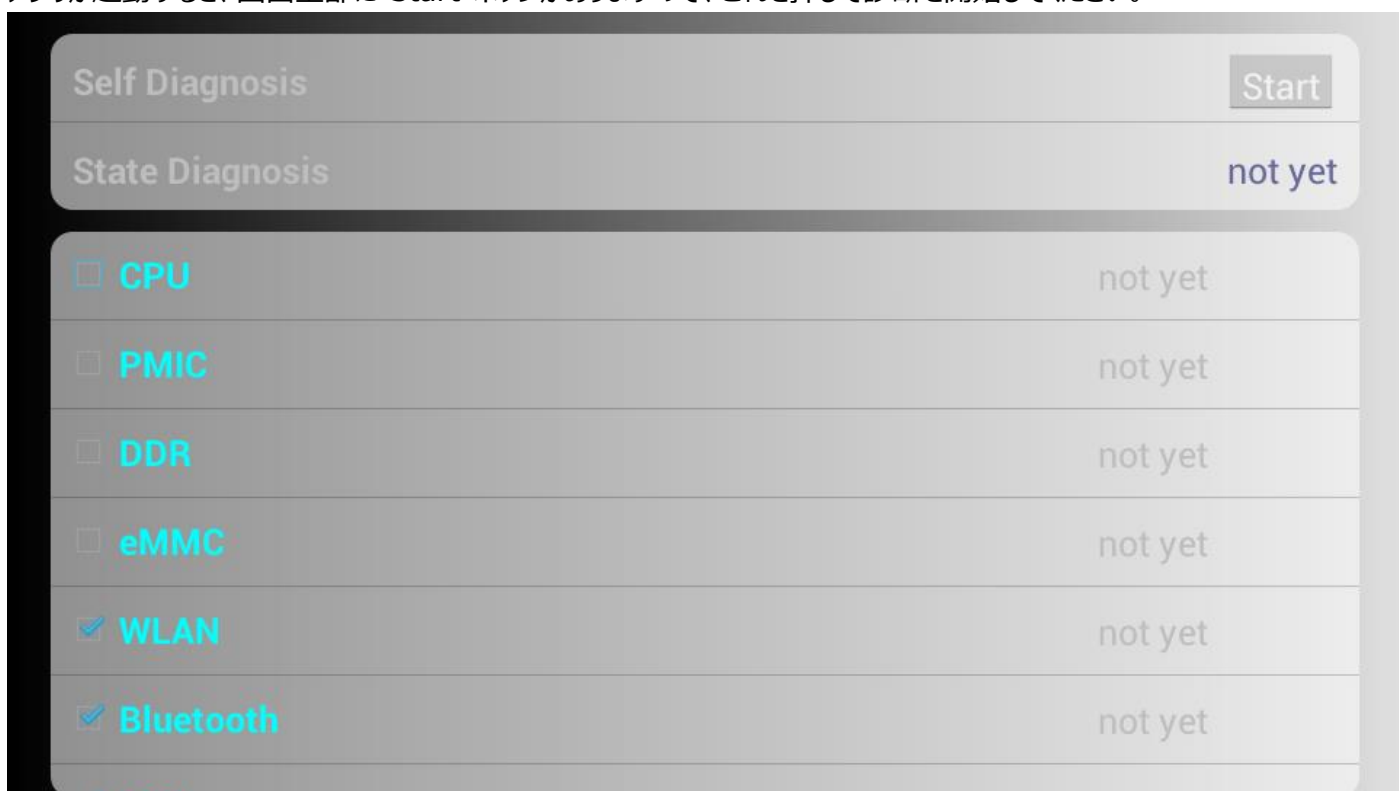 Self Diagnosis Start
State Diagnosis not yet
CPU not yet
PMIC not yet
DDR not yet
eMMC not yet
WLAN not yet
Bluetooth not yet